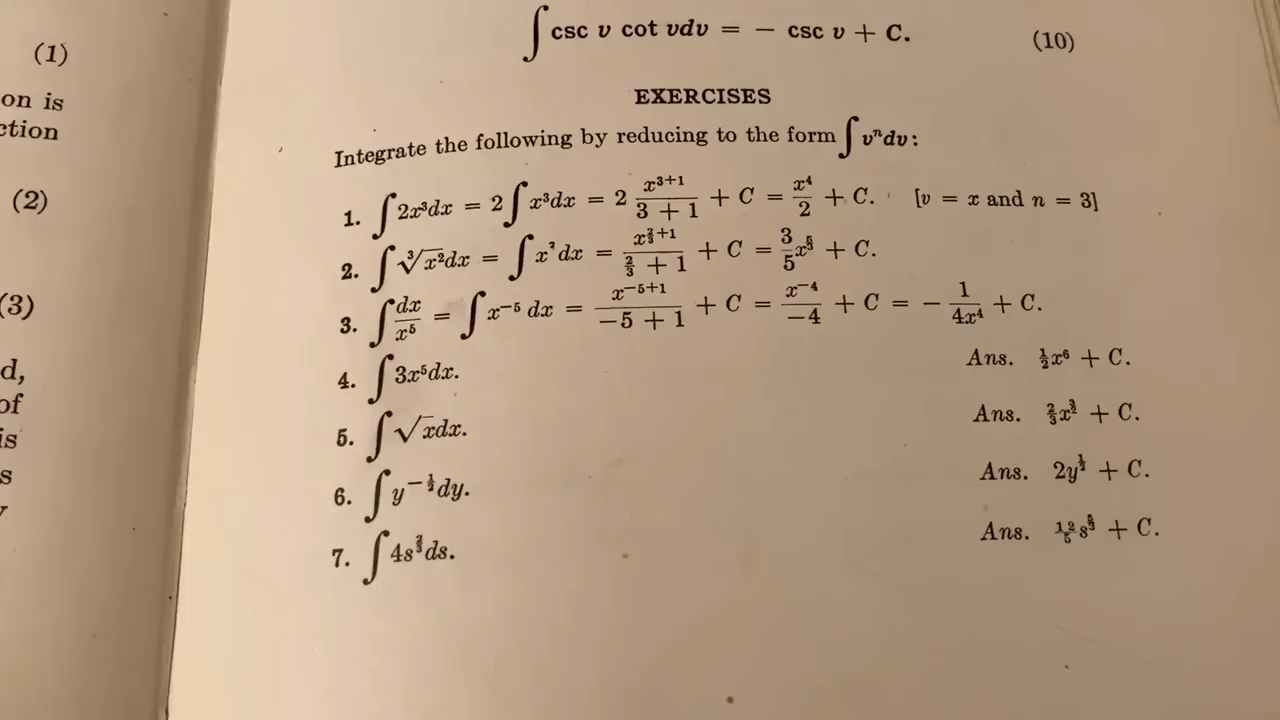 (1)
on is
ction
(2)
(3)
d,
of
is
s
∫ csc v cot vdv = − csc v + C. (10)
EXERCISES
Integrate the following by reducing to the form ∫ vⁿdv:
1. ∫ 2x³dx = 2 ∫ x³dx = 2 x³⁺¹/(3 + 1) + C = x⁴/2 + C. [v = x and n = 3]
2. ∫ ∛x²dx = ∫ x^² dx = x^(2/3+1)/(2/3 + 1) + C = 3/5 x^(5/3) + C.
3. ∫ dx/x⁵ = ∫ x⁻⁵ dx = x⁻⁵⁺¹/(−5 + 1) + C = x⁻⁴/−4 + C = − 1/4x⁴ + C.
4. ∫ 3x⁵dx. Ans. ½x⁶ + C.
5. ∫ √x dx. Ans. ⅔x^(3/2) + C.
6. ∫ y^(−½)dy. Ans. 2y^(½) + C.
7. ∫ 4s^(2/3)ds. Ans. 12/5 s^(5/3) + C.